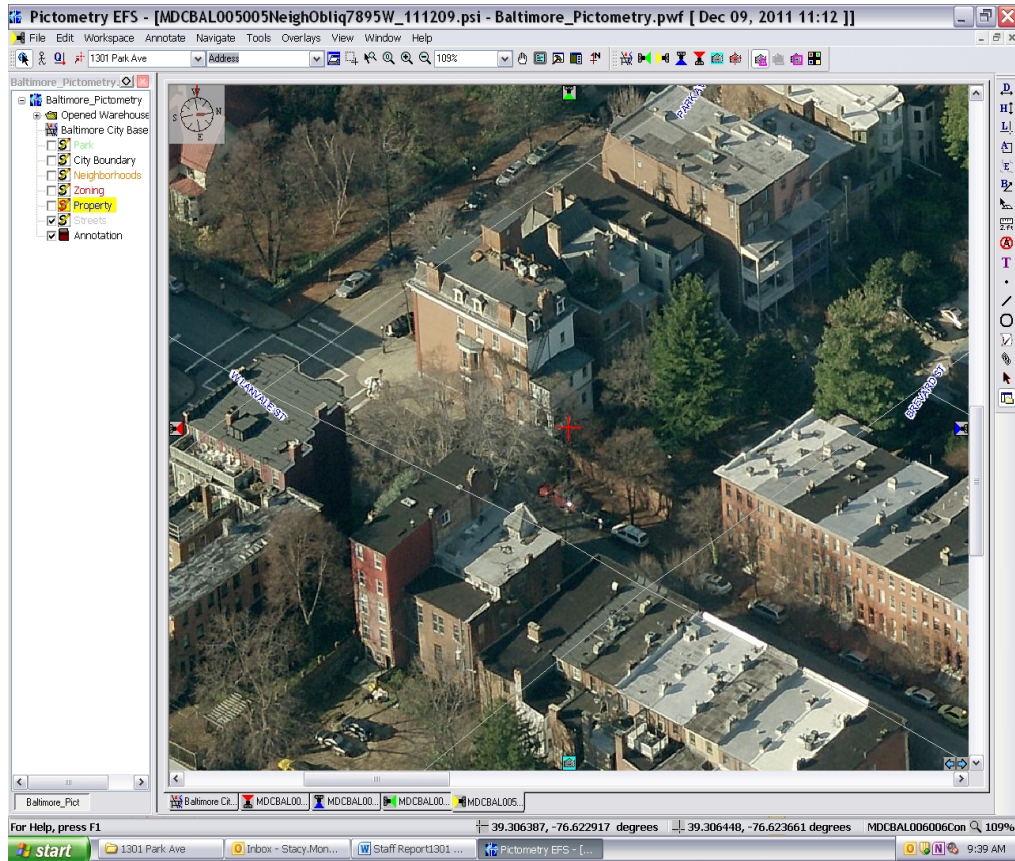 Pictometry EFS - [MDCBAL005005NeighObliq7895W_111209.psi - Baltimore_Pictometry.pwf [ Dec 09, 2011 11:12 ]]
File Edit Workspace Annotate Navigate Tools Overlays View Window Help
1301 Park Ave
Address
109%
Baltimore_Pictometry.
Baltimore_Pictometry
Opened Warehouse
Baltimore City Base
Park
City Boundary
Neighborhoods
Zoning
Property
Streets
Annotation
S
N
E
PARK A
W LANVALE ST
BREVARD ST
Baltimore_Pict
Baltimore Cit...
MDCBAL00...
MDCBAL00...
MDCBAL00...
MDCBAL005...
For Help, press F1
39.306387, -76.622917 degrees
39.306448, -76.623661 degrees
MDCBAL006006Con
109%
start
1301 Park Ave
Inbox - Stacy.Mon...
Staff Report1301 ...
Pictometry EFS - [...
9:39 AM